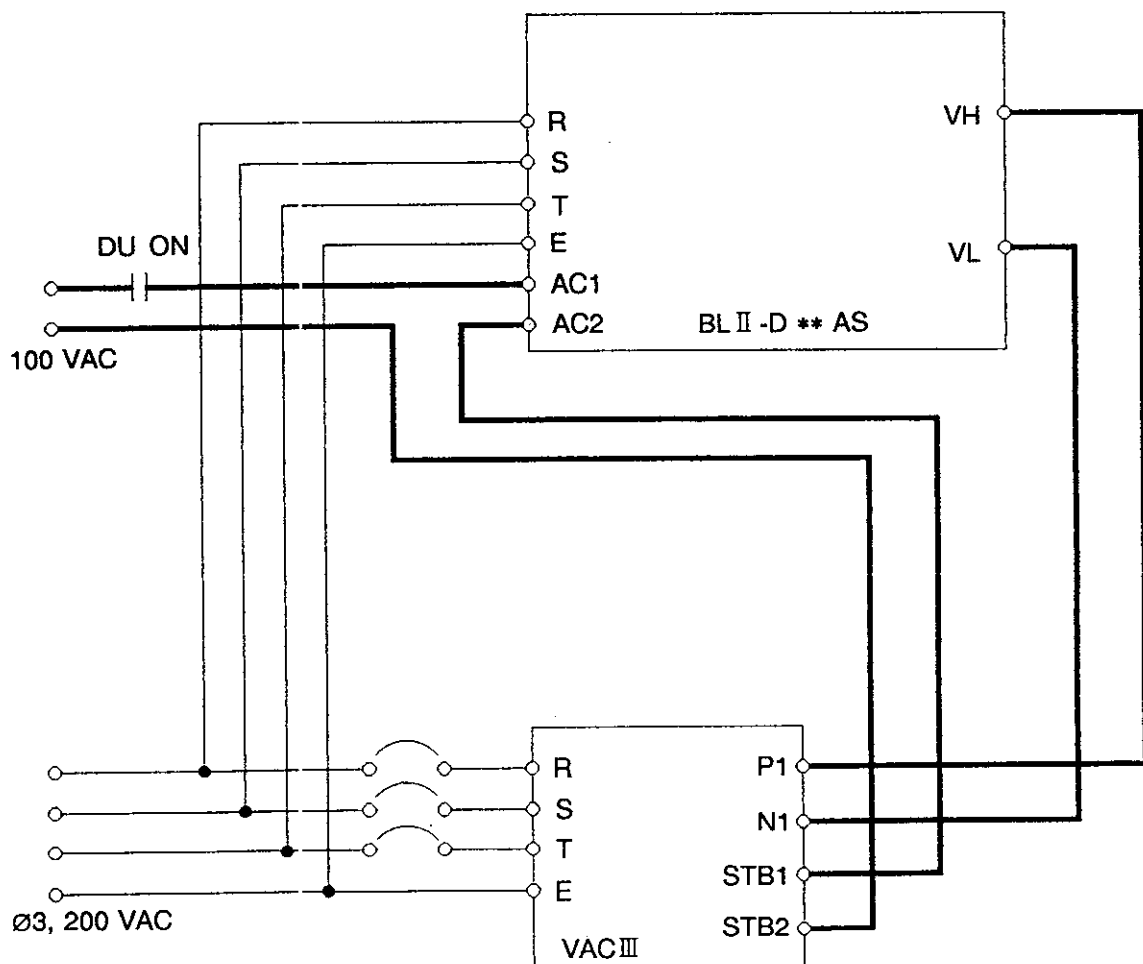 R
VH
S
T
DU ON
E
VL
AC1
AC2
BL Ⅱ -D ** AS
100 VAC
R
P1
S
N1
T
STB1
E
Ø3, 200 VAC
STB2
VAC Ⅲ